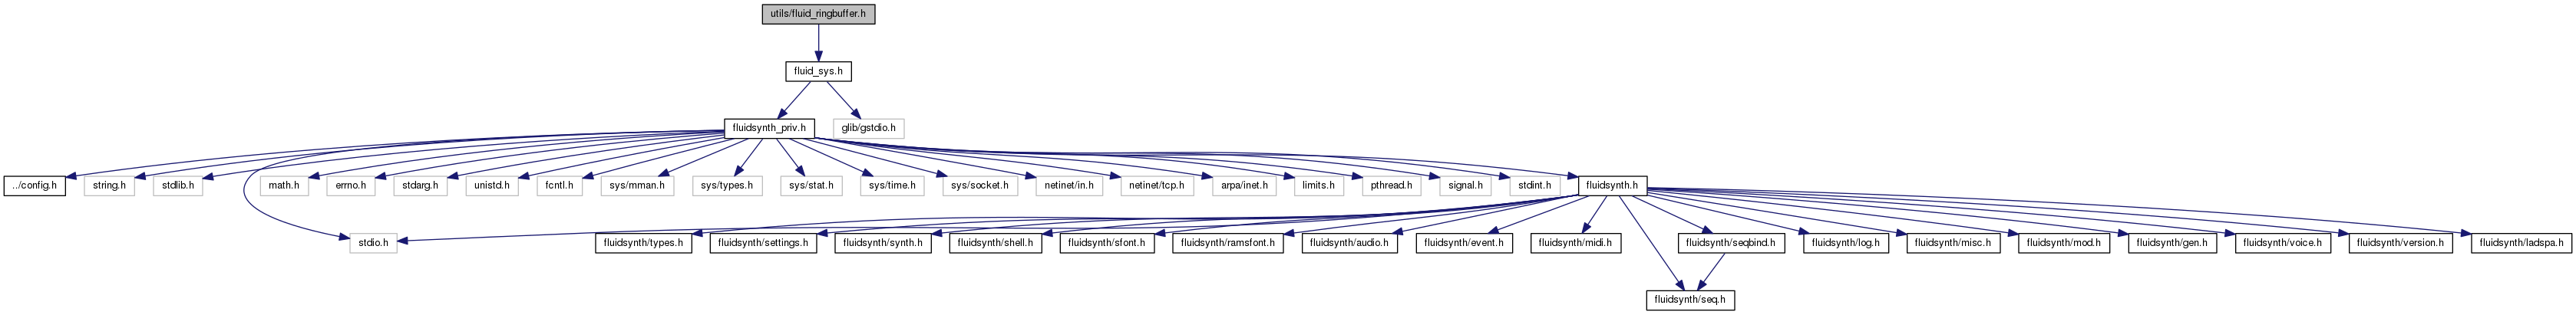 utils/fluid_ringbuffer.h
fluid_sys.h
fluidsynth_priv.h
glib/gstdio.h
../config.h
string.h
stdlib.h
math.h
errno.h
stdarg.h
unistd.h
fcntl.h
sys/mman.h
sys/types.h
sys/stat.h
sys/time.h
sys/socket.h
netinet/in.h
netinet/tcp.h
arpa/inet.h
limits.h
pthread.h
signal.h
stdint.h
fluidsynth.h
stdio.h
fluidsynth/types.h
fluidsynth/settings.h
fluidsynth/synth.h
fluidsynth/shell.h
fluidsynth/sfont.h
fluidsynth/ramsfont.h
fluidsynth/audio.h
fluidsynth/event.h
fluidsynth/midi.h
fluidsynth/seqbind.h
fluidsynth/log.h
fluidsynth/misc.h
fluidsynth/mod.h
fluidsynth/gen.h
fluidsynth/voice.h
fluidsynth/version.h
fluidsynth/ladspa.h
fluidsynth/seq.h